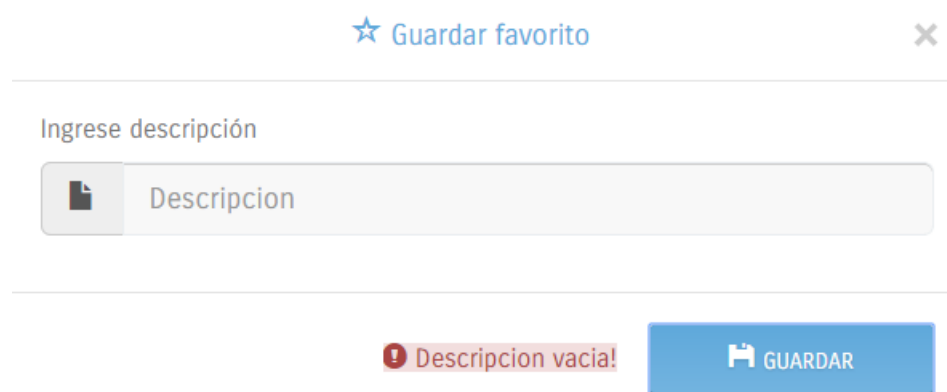 Guardar favorito
Ingrese descripción
Descripcion
Descripcion vacia!
GUARDAR